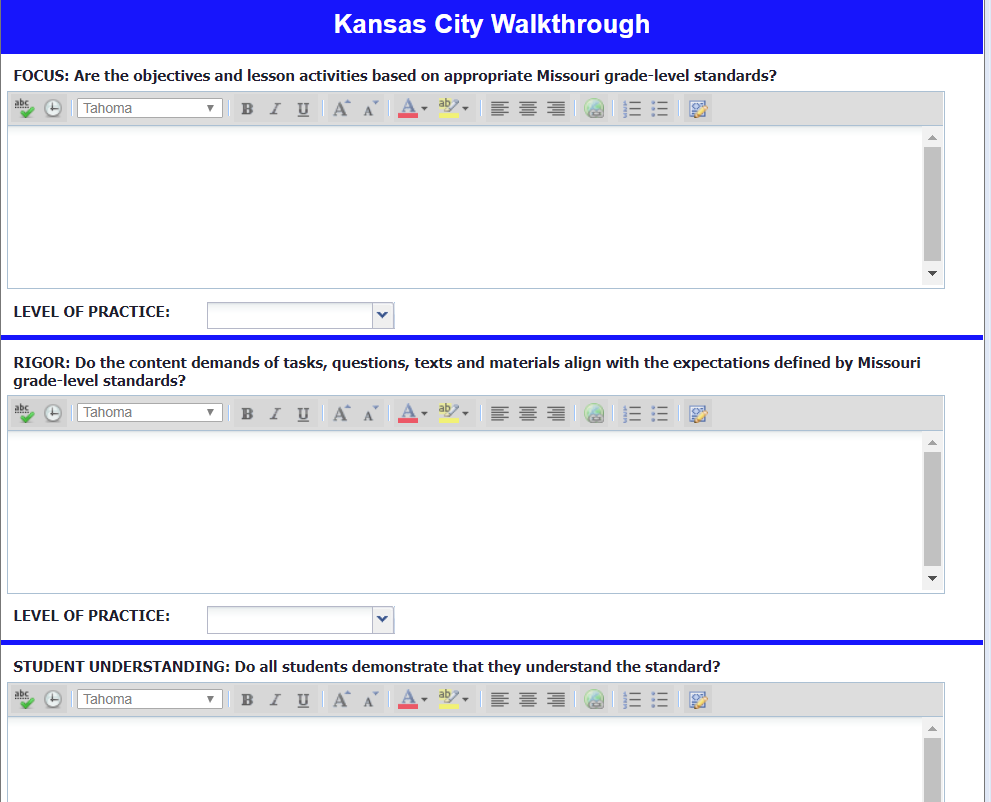 Kansas City Walkthrough
FOCUS: Are the objectives and lesson activities based on appropriate Missouri grade-level standards?
abc Tahoma B I U A A A ab
LEVEL OF PRACTICE:
RIGOR: Do the content demands of tasks, questions, texts and materials align with the expectations defined by Missouri
grade-level standards?
abc Tahoma B I U A A A ab
LEVEL OF PRACTICE:
STUDENT UNDERSTANDING: Do all students demonstrate that they understand the standard?
abc Tahoma B I U A A A ab